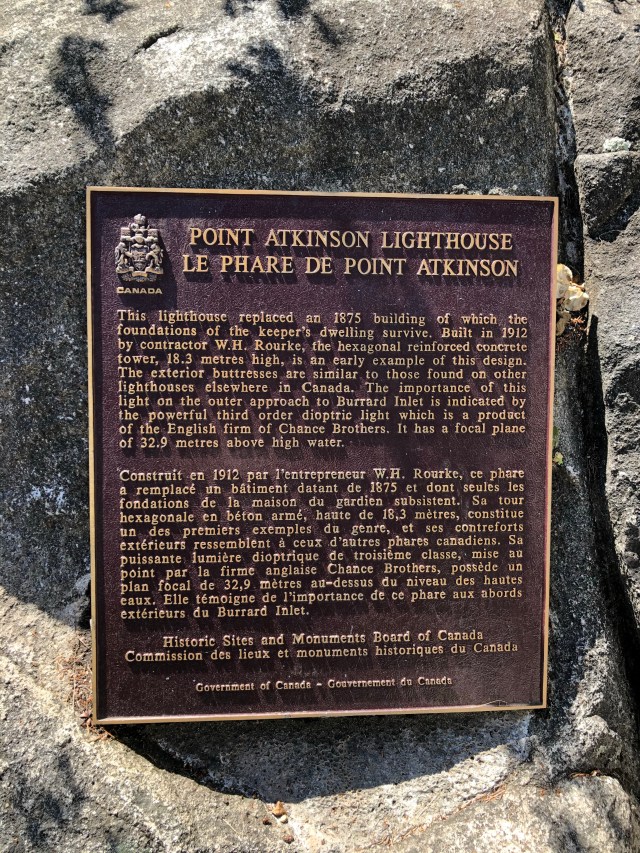 POINT ATKINSON LIGHTHOUSE
LE PHARE DE POINT ATKINSON
CANADA
This lighthouse replaced an 1875 building of which the
foundations of the keeper's dwelling survive. Built in 1912
by contractor W.H. Rourke, the hexagonal reinforced concrete
tower, 18.3 metres high, is an early example of this design.
The exterior buttresses are similar to those found on other
lighthouses elsewhere in Canada. The importance of this
light on the outer approach to Burrard Inlet is indicated by
the powerful third order dioptric light which is a product
of the English firm of Chance Brothers. It has a focal plane
of 32.9 metres above high water.
Construit en 1912 par l'entrepreneur W.H. Rourke, ce phare
a remplacé un bâtiment datant de 1875 et dont seules les
fondations de la maison du gardien subsistent. Sa tour
hexagonale en béton armé, haute de 18,3 mètres, constitue
un des premiers exemples du genre, et ses contreforts
extérieurs ressemblent à ceux d'autres phares canadiens. Sa
puissante lumière dioptrique de troisième classe, mise au
point par la firme anglaise Chance Brothers, possède un
plan focal de 32,9 mètres au-dessus du niveau des hautes
eaux. Elle témoigne de l'importance de ce phare aux abords
extérieurs du Burrard Inlet.
Historic Sites and Monuments Board of Canada
Commission des lieux et monuments historiques du Canada
Government of Canada - Gouvernement du Canada